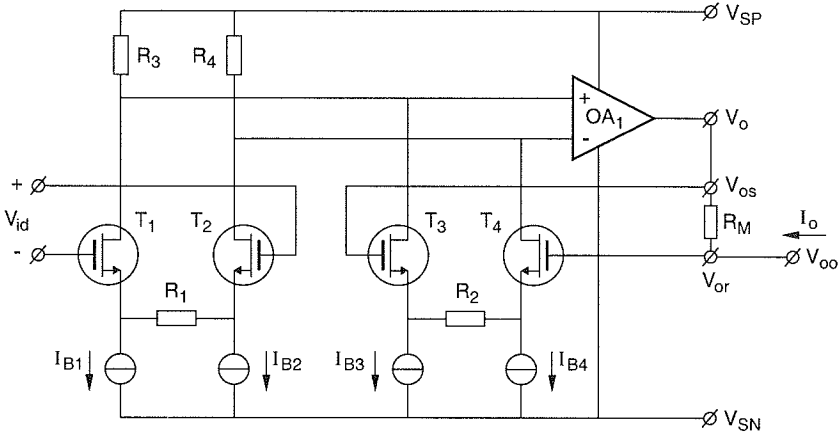 V_SP
R_3
R_4
+
OA_1
V_o
-
+
V_os
V_id
T_1
T_2
T_3
T_4
R_M
I_o
-
V_oo
V_or
R_1
R_2
I_B1
I_B2
I_B3
I_B4
V_SN